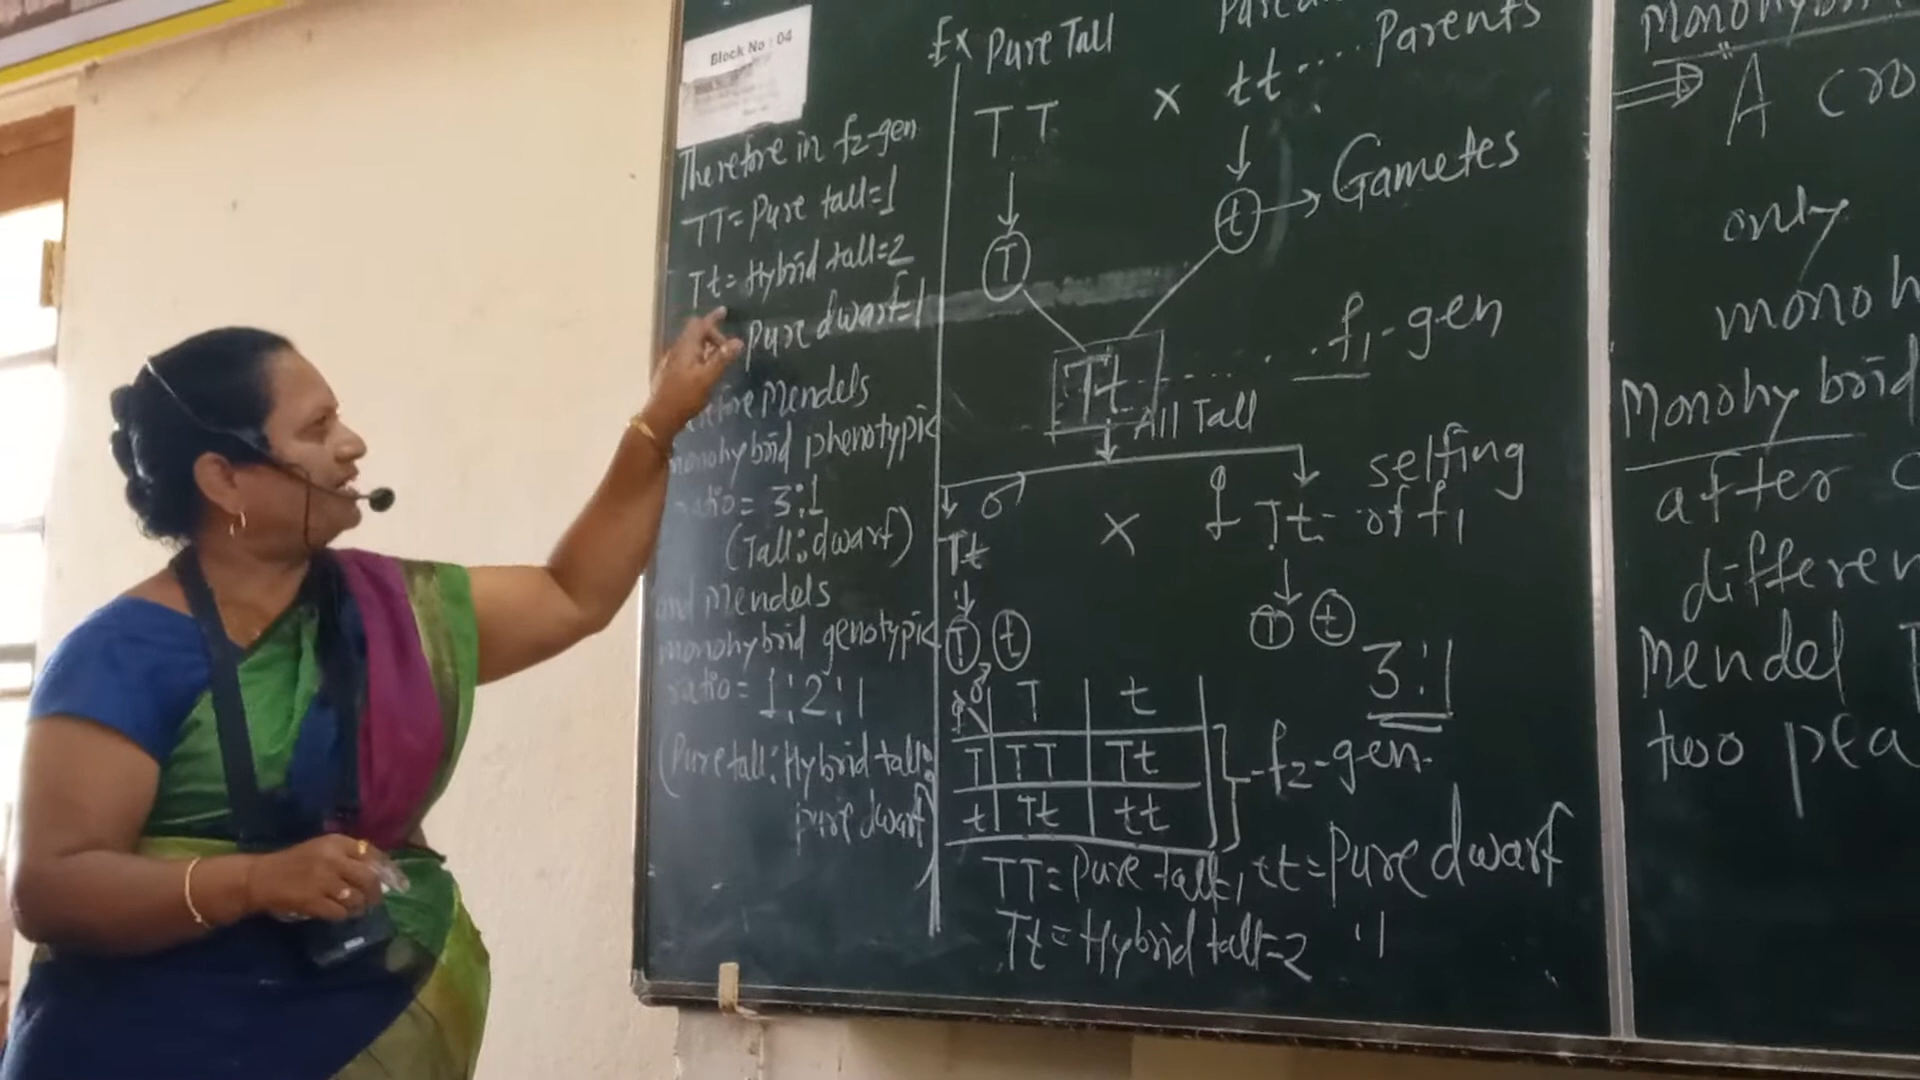 Block No : 04
Therefore in f2-gen
TT = Pure tall = 1
Tt = Hybrid tall = 2
Pure dwarf = 1
Mendels
monohybrid phenotypic
ratio = 3:1
(Tall : dwarf)
and Mendels
monohybrid genotypic
ratio = 1:2:1
(Pure tall : Hybrid tall :
pure dwarf)
Ex Pure Tall
TT × tt .... Parents
T t → Gametes
Tt ...... f1-gen
All Tall
selfing
♂ × ♀ Tt - of f1
Tt
T t T t
3:1
♀ ♂ T t
T TT Tt
t Tt tt
f2-gen
TT = Pure tall = 1, tt = Pure dwarf
Tt = Hybrid tall = 2 :1
⇒ A
only
Monohybrid
after
Mendel
two pea